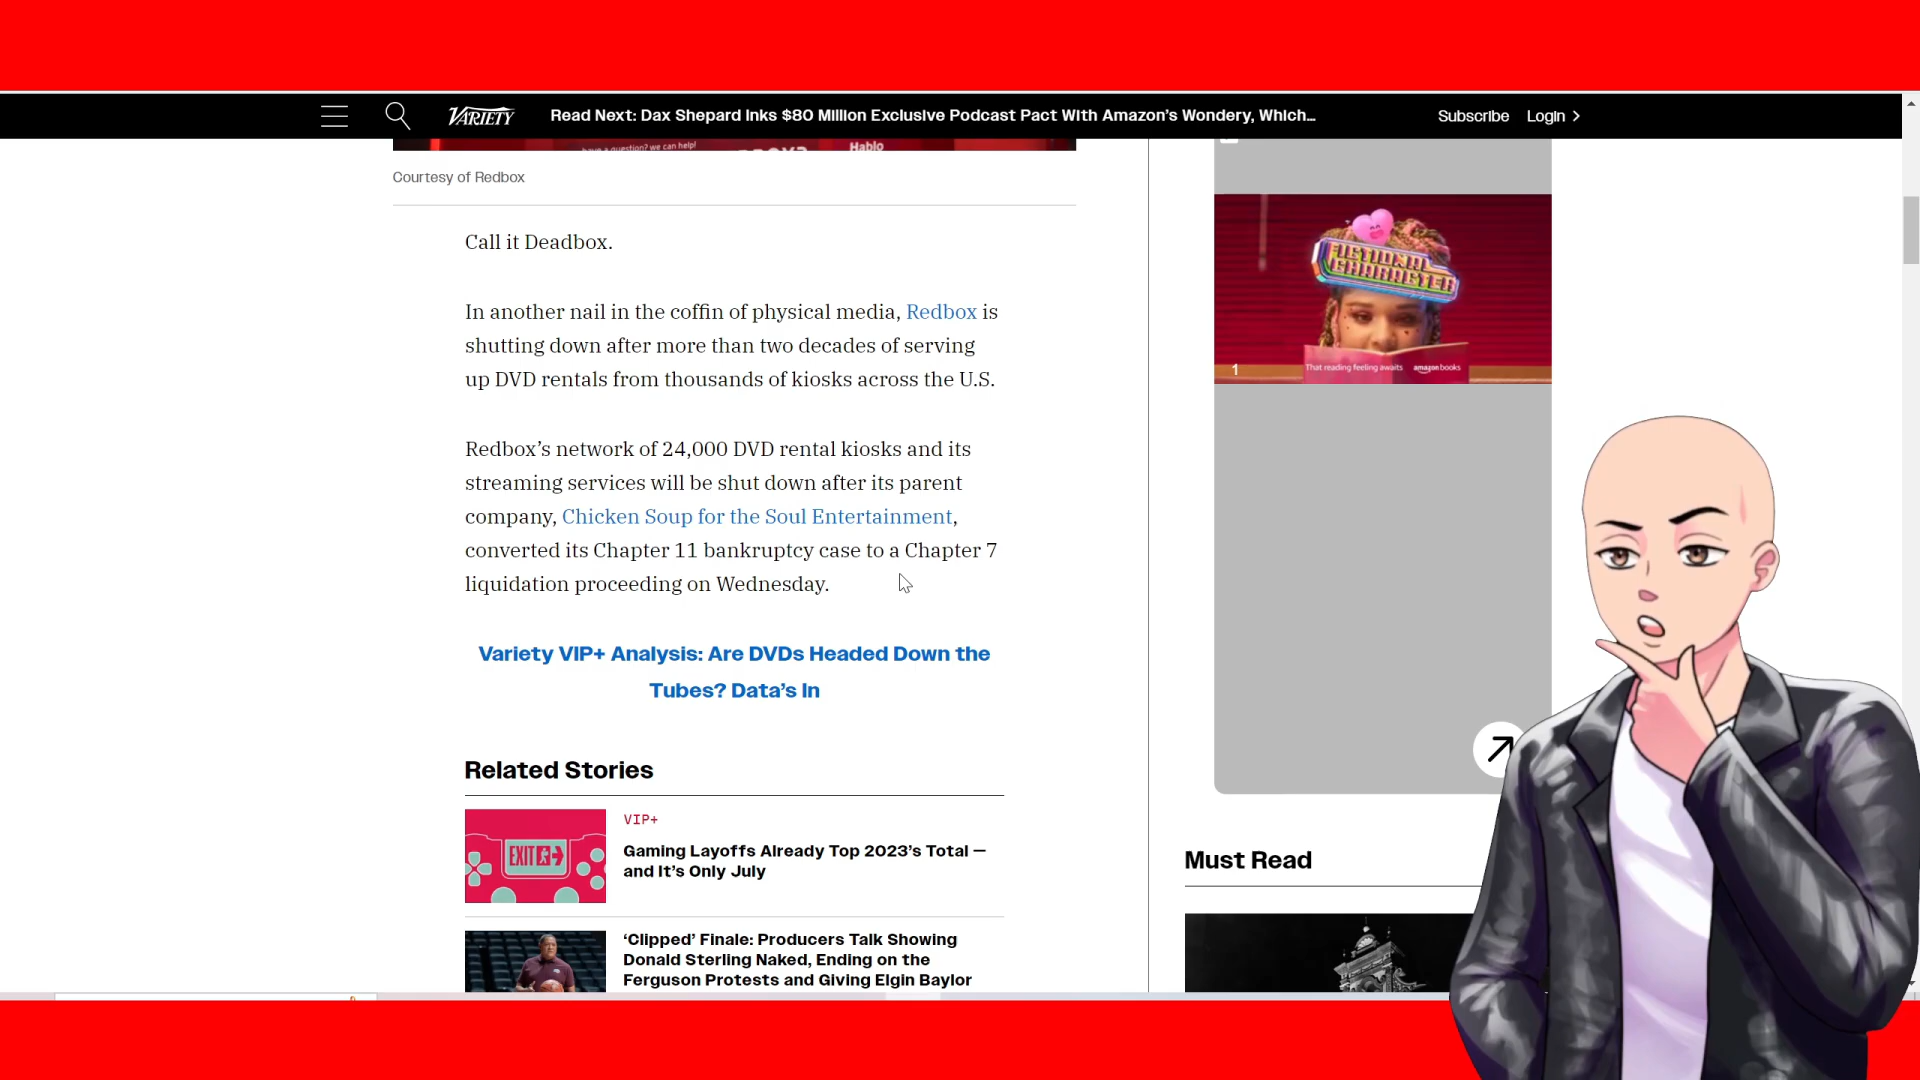 VARIETY
Read Next: Dax Shepard Inks $80 Million Exclusive Podcast Pact With Amazon's Wondery, Which...
Subscribe
Login
have a question? we can help!
Hablo
Courtesy of Redbox
Call it Deadbox.
In another nail in the coffin of physical media, Redbox is
shutting down after more than two decades of serving
up DVD rentals from thousands of kiosks across the U.S.
Redbox’s network of 24,000 DVD rental kiosks and its
streaming services will be shut down after its parent
company, Chicken Soup for the Soul Entertainment,
converted its Chapter 11 bankruptcy case to a Chapter 7
liquidation proceeding on Wednesday.
Variety VIP+ Analysis: Are DVDs Headed Down the
Tubes? Data’s In
Related Stories
EXIT
VIP+
Gaming Layoffs Already Top 2023’s Total —
and It’s Only July
‘Clipped’ Finale: Producers Talk Showing
Donald Sterling Naked, Ending on the
Ferguson Protests and Giving Elgin Baylor
FICTIONAL
CHARACTER
1
That reading feeling awaits
amazon books
Must Read